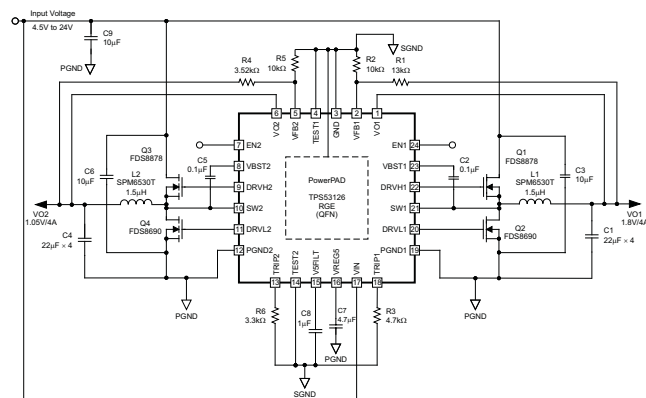 Input Voltage
4.5V to 24V
C9
10µF
PGND
R4
3.52kΩ
R5
10kΩ
R2
10kΩ
R1
13kΩ
SGND
6
5
4
3
2
1
VO2
VFB2
TEST1
GND
VFB1
VO1
Q3
FDS8878
C6
10µF
L2
SPM6530T
1.5µH
C5
0.1µF
VO2
1.05V/4A
C4
22µF × 4
Q4
FDS8690
PGND
7
EN2
8
VBST2
9
DRVH2
10
SW2
11
DRVL2
12
PGND2
PowerPAD
TPS53126
RGE
(QFN)
EN1
24
VBST1
23
DRVH1
22
SW1
21
DRVL1
20
PGND1
19
C2
0.1µF
Q1
FDS8878
L1
SPM6530T
1.5µH
C3
10µF
VO1
1.8V/4A
C1
22µF × 4
Q2
FDS8690
PGND
TRIP2
TEST2
V5FILT
VREG5
VIN
TRIP1
13
14
15
16
17
18
R6
3.3kΩ
C8
1µF
C7
4.7µF
PGND
R3
4.7kΩ
SGND